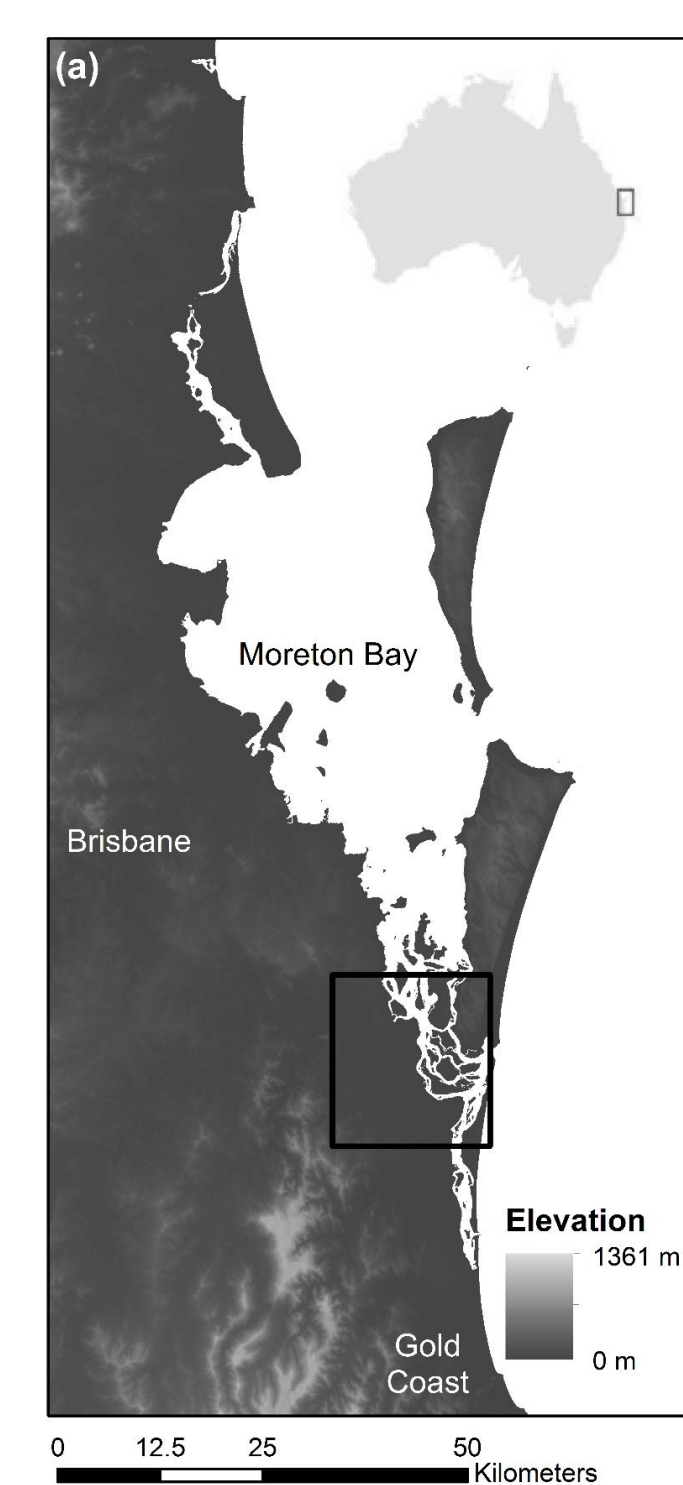 (a)
Moreton Bay
Brisbane
Elevation
1361 m
0 m
Gold
Coast
0 12.5 25 50
Kilometers